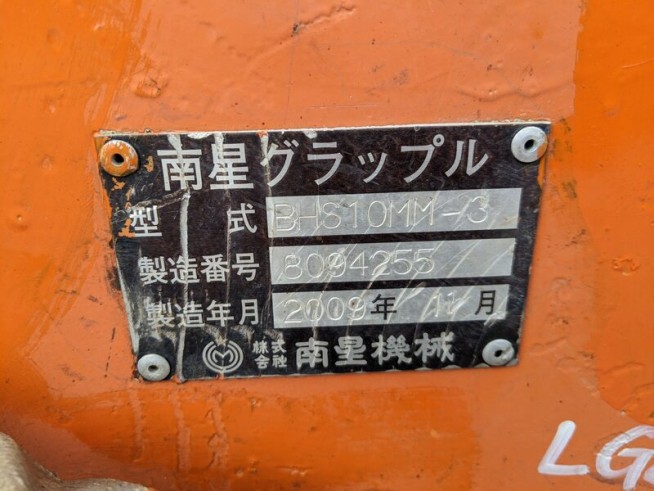 南星グラップル
型 式 BHS10MM-3
製造番号 8094255
製造年月 2009年 11月
株式会社 南星機械